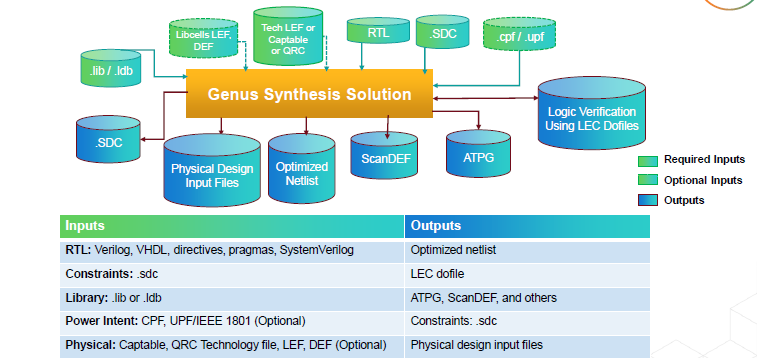 Libcells LEF,
DEF
Tech LEF or
Captable
or QRC
RTL
.SDC
.cpf / .upf
.lib / .ldb
Genus Synthesis Solution
Logic Verification
Using LEC Dofiles
.SDC
Physical Design
Input Files
Optimized
Netlist
ScanDEF
ATPG
Required Inputs
Optional Inputs
Outputs
Inputs Outputs
RTL: Verilog, VHDL, directives, pragmas, SystemVerilog Optimized netlist
Constraints: .sdc LEC dofile
Library: .lib or .ldb ATPG, ScanDEF, and others
Power Intent: CPF, UPF/IEEE 1801 (Optional) Constraints: .sdc
Physical: Captable, QRC Technology file, LEF, DEF (Optional) Physical design input files